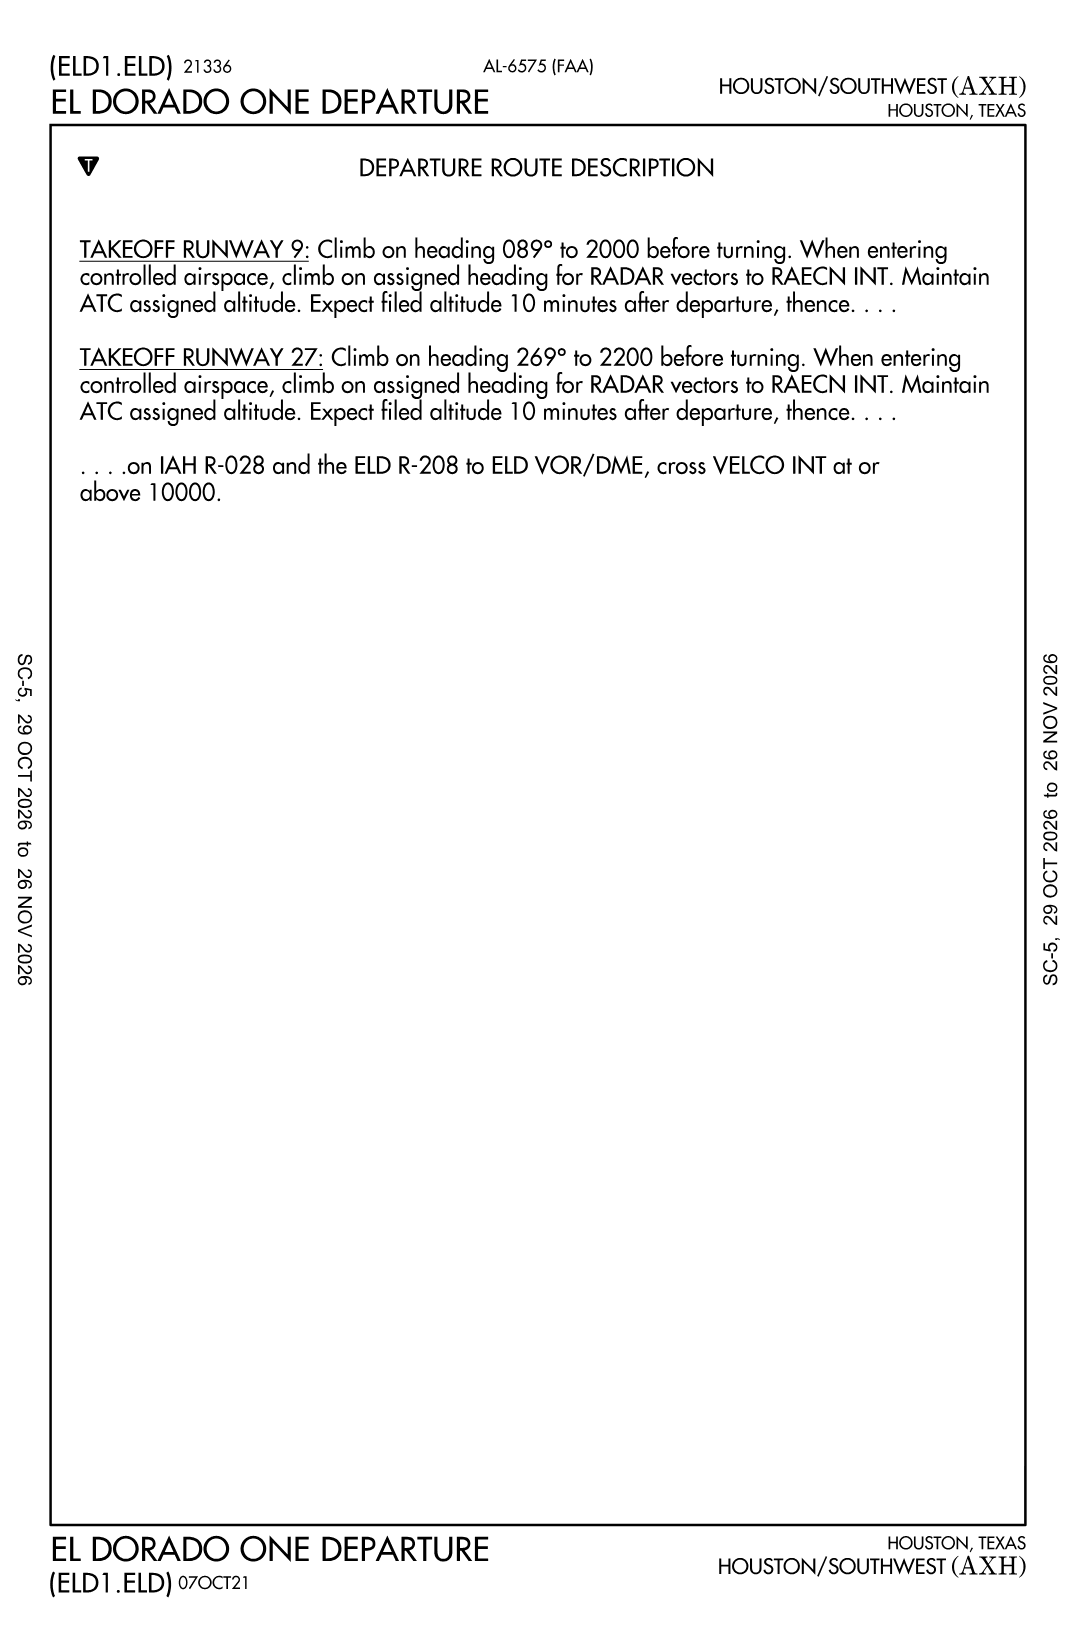 (ELD1.ELD) 21336
AL-6575 (FAA)
EL DORADO ONE DEPARTURE
HOUSTON/SOUTHWEST (AXH)
HOUSTON, TEXAS
T
DEPARTURE ROUTE DESCRIPTION
TAKEOFF RUNWAY 9: Climb on heading 089° to 2000 before turning. When entering
controlled airspace, climb on assigned heading for RADAR vectors to RAECN INT. Maintain
ATC assigned altitude. Expect filed altitude 10 minutes after departure, thence. . . .
TAKEOFF RUNWAY 27: Climb on heading 269° to 2200 before turning. When entering
controlled airspace, climb on assigned heading for RADAR vectors to RAECN INT. Maintain
ATC assigned altitude. Expect filed altitude 10 minutes after departure, thence. . . .
. . . .on IAH R-028 and the ELD R-208 to ELD VOR/DME, cross VELCO INT at or
above 10000.
SC-5, 29 OCT 2026 to 26 NOV 2026
SC-5, 29 OCT 2026 to 26 NOV 2026
EL DORADO ONE DEPARTURE
(ELD1.ELD) 07OCT21
HOUSTON, TEXAS
HOUSTON/SOUTHWEST (AXH)